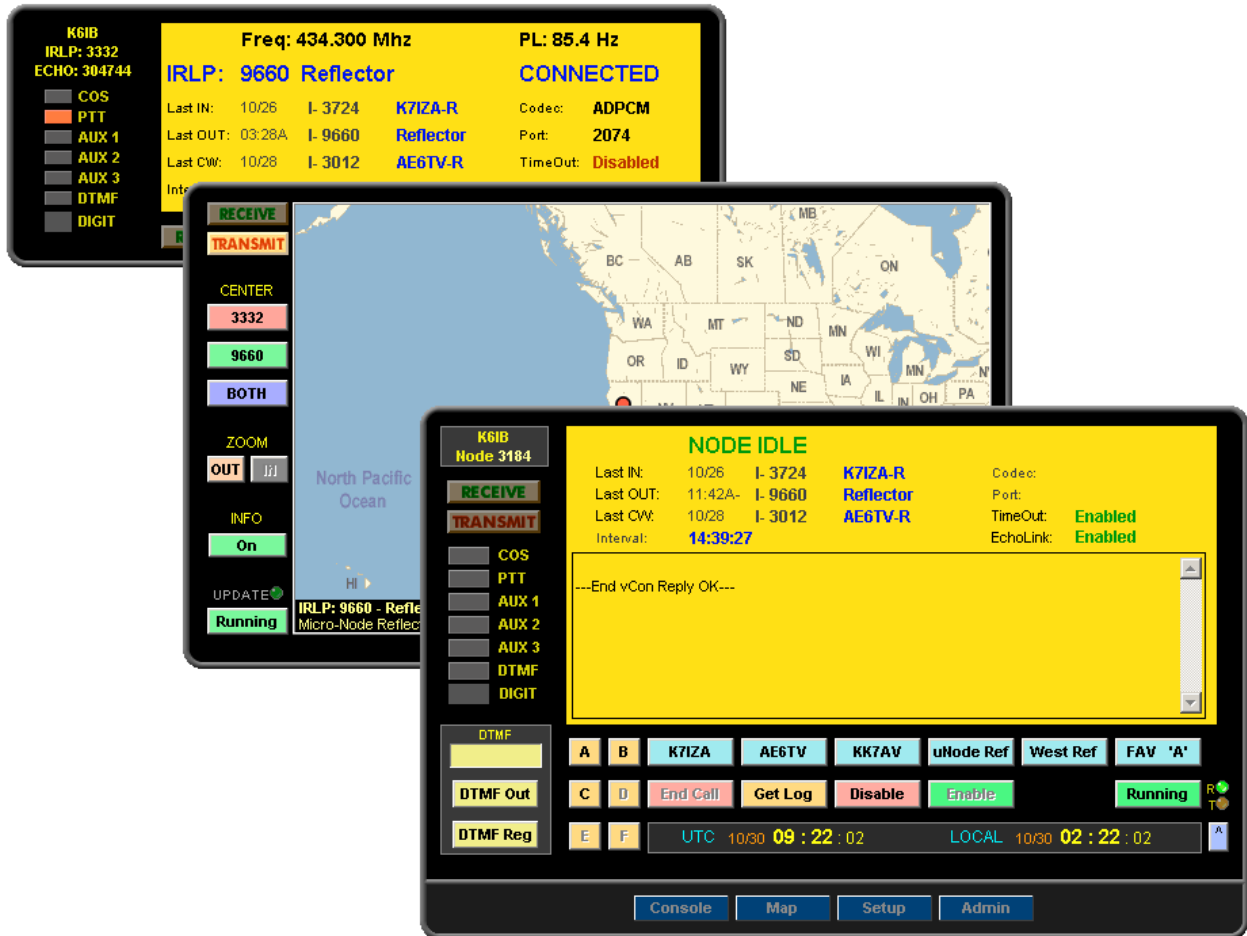 K6IB
IRLP: 3332
ECHO: 304744
COS
PTT
AUX 1
AUX 2
AUX 3
DTMF
DIGIT
Freq: 434.300 Mhz PL: 85.4 Hz
IRLP: 9660 Reflector CONNECTED
Last IN: 10/26 I- 3724 K7IZA-R Codec: ADPCM
Last OUT: 03:28A I- 9660 Reflector Port: 2074
Last CW: 10/28 I- 3012 AE6TV-R TimeOut: Disabled
RECEIVE
TRANSMIT
CENTER
3332
9660
BOTH
ZOOM
OUT IN
INFO
On
UPDATE
Running
MB
BC AB SK ON
WA MT ND MN
OR ID WY SD WI MN
NE IA IL IN OH PA
North Pacific
Ocean
HI
IRLP: 9660 - Refle
Micro-Node Reflec
K6IB
Node 3184
RECEIVE
TRANSMIT
COS
PTT
AUX 1
AUX 2
AUX 3
DTMF
DIGIT
NODE IDLE
Last IN: 10/26 I- 3724 K7IZA-R Codec:
Last OUT: 11:42A- I- 9660 Reflector Port:
Last CW: 10/28 I- 3012 AE6TV-R TimeOut: Enabled
Interval: 14:39:27 EchoLink: Enabled
---End vCon Reply OK---
DTMF
DTMF Out
DTMF Reg
A B K7IZA AE6TV KK7AV uNode Ref West Ref FAV 'A'
C D End Call Get Log Disable Enable Running R
T
E F UTC 10/30 09 : 22 : 02 LOCAL 10/30 02 : 22 : 02 A
Console Map Setup Admin